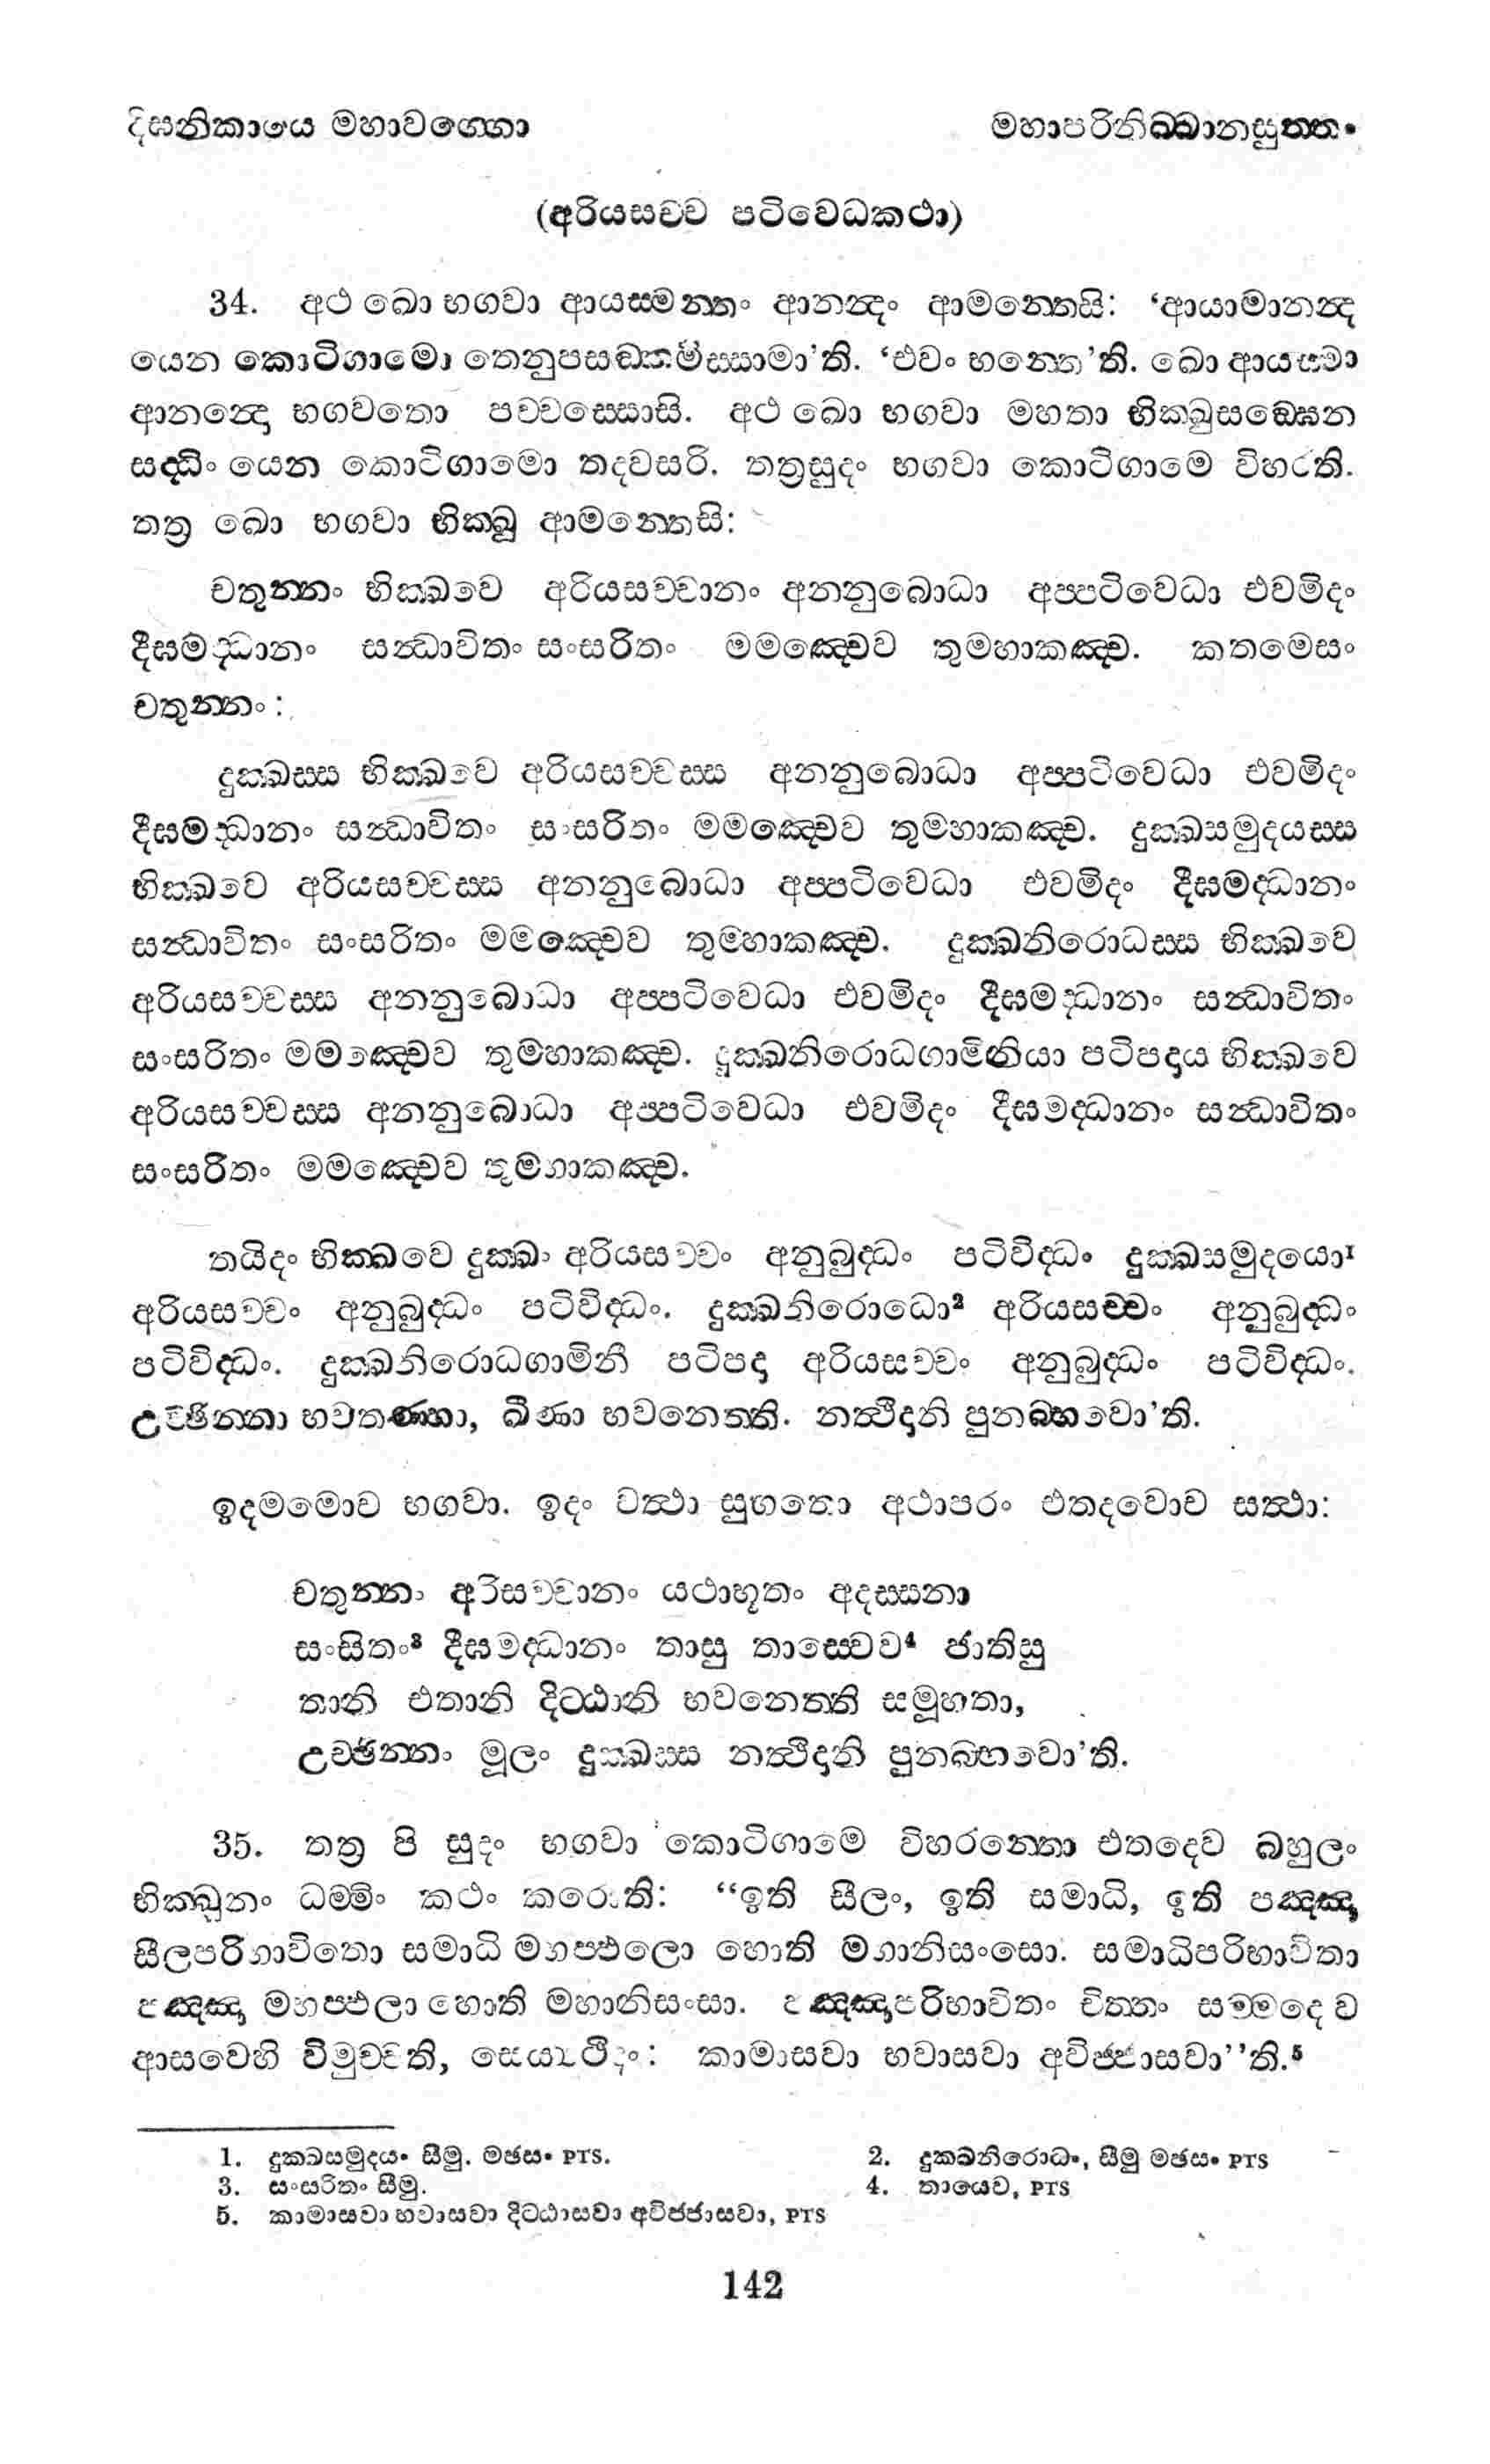 දීඝනිකායෙ මහාවග්ගො
මහාපරිනිබ්බානසුත්තං
(අරියසච්ච පටිවෙධකථා)
34. අථ ඛො භගවා ආයස්මන්තං ආනන්දං ආමන්තෙසි: ‘ආයාමානන්ද
යෙන කොටිගාමො තෙනුපසඞ්කමිස්සාමා’ති. ‘එවං භන්තෙ’ති. ඛො ආයස්මා
ආනන්දො භගවතො පච්චස්සොසි. අථ ඛො භගවා මහතා භික්ඛුසඞ්ඝෙන
සද්ධිං යෙන කොටිගාමො තදවසරි. තත්‍රසුදං භගවා කොටිගාමෙ විහරති.
තත්‍ර ඛො භගවා භික්ඛූ ආමන්තෙසි:
චතුන්නං භික්ඛවෙ අරියසච්චානං අනනුබොධා අප්පටිවෙධා එවමිදං
දීඝමද්ධානං සන්ධාවිතං සංසරිතං මමඤ්චෙව තුම්හාකඤ්ච. කතමෙසං
චතුන්නං:
දුක්ඛස්ස භික්ඛවෙ අරියසච්චස්ස අනනුබොධා අප්පටිවෙධා එවමිදං
දීඝමද්ධානං සන්ධාවිතං සංසරිතං මමඤ්චෙව තුම්හාකඤ්ච. දුක්ඛසමුදයස්ස
භික්ඛවෙ අරියසච්චස්ස අනනුබොධා අප්පටිවෙධා එවමිදං දීඝමද්ධානං
සන්ධාවිතං සංසරිතං මමඤ්චෙව තුම්හාකඤ්ච. දුක්ඛනිරොධස්ස භික්ඛවෙ
අරියසච්චස්ස අනනුබොධා අප්පටිවෙධා එවමිදං දීඝමද්ධානං සන්ධාවිතං
සංසරිතං මමඤ්චෙව තුම්හාකඤ්ච. දුක්ඛනිරොධගාමිනියා පටිපදාය භික්ඛවෙ
අරියසච්චස්ස අනනුබොධා අප්පටිවෙධා එවමිදං දීඝමද්ධානං සන්ධාවිතං
සංසරිතං මමඤ්චෙව තුම්හාකඤ්ච.
තයිදං භික්ඛවෙ දුක්ඛං අරියසච්චං අනුබුද්ධං පටිවිද්ධං දුක්ඛසමුදයො¹
අරියසච්චං අනුබුද්ධං පටිවිද්ධං. දුක්ඛනිරොධො² අරියසච්චං අනුබුද්ධං
පටිවිද්ධං. දුක්ඛනිරොධගාමිනී පටිපදා අරියසච්චං අනුබුද්ධං පටිවිද්ධං.
උච්ඡින්නා භවතණ්හා, ඛීණා භවනෙත්ති. නත්ථිදානි පුනබ්භවො’ති.
ඉදමමොව භගවා. ඉදං වත්ථා සුගතො අථාපරං එතදවොච සත්ථා:
චතුන්නං අරිසච්චානං යථාභූතං අදස්සනා
සංසිතං³ දීඝමද්ධානං තාසු තාස්වෙව⁴ ජාතිසු
තානි එතානි දිට්ඨානි භවනෙත්ති සමූහතා,
උච්ඡින්නං මූලං දුක්ඛස්ස නත්ථිදානි පුනබ්භවො’ති.
35. තත්‍ර පි සුදං භගවා කොටිගාමෙ විහරන්තො එතදෙව බහුලං
භික්ඛූනං ධම්මිං කථං කරොති: “ඉති සීලං, ඉති සමාධි, ඉති පඤ්ඤා
සීලපරිභාවිතො සමාධි මහප්ඵලො හොති මහානිසංසො. සමාධිපරිභාවිතා
පඤ්ඤා මහප්ඵලා හොති මහානිසංසා. පඤ්ඤාපරිභාවිතං චිත්තං සම්මදෙව
ආසවෙහි විමුච්චති, සෙය්‍යථිදං: කාමාසවා භවාසවා අවිජ්ජාසවා”ති.⁵
1. දුක්ඛසමුදයං සීමු. මඡසං PTS.
2. දුක්ඛනිරොධං, සීමු මඡසං PTS
3. සංසරිතං සීමු.
4. තායෙව, PTS
5. කාමාසවා භවාසවා දිට්ඨාසවා අවිජ්ජාසවා, PTS
142